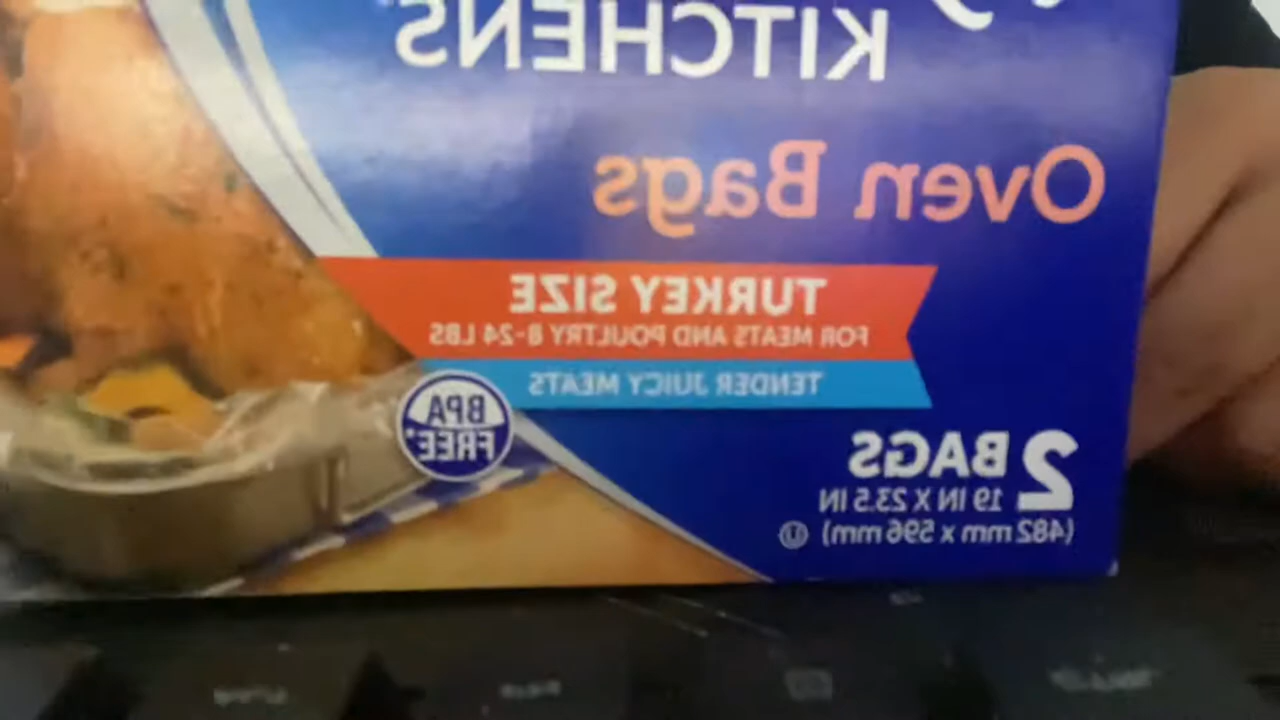 KITCHENS
Oven Bags
TURKEY SIZE
FOR MEATS AND POULTRY 8-24 LBS
TENDER JUICY MEATS
BPA
FREE*
2 BAGS
19 IN X 23.5 IN
(482 mm x 596 mm) U